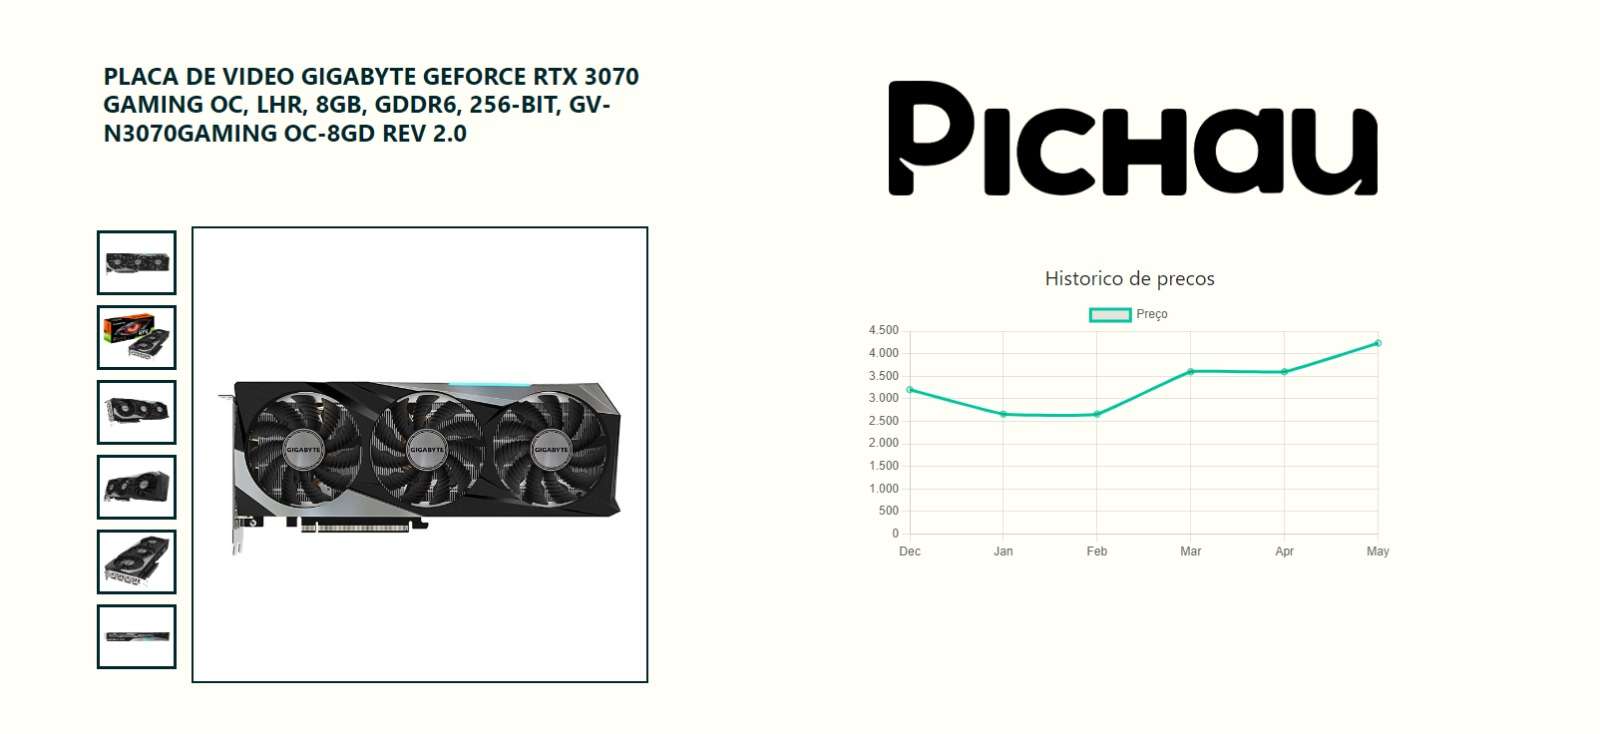 PLACA DE VIDEO GIGABYTE GEFORCE RTX 3070
GAMING OC, LHR, 8GB, GDDR6, 256-BIT, GV-
N3070GAMING OC-8GD REV 2.0
GIGABYTE
GIGABYTE
GIGABYTE
PICHAU
Historico de precos
Preço
4.500
4.000
3.500
3.000
2.500
2.000
1.500
1.000
500
0
Dec
Jan
Feb
Mar
Apr
May